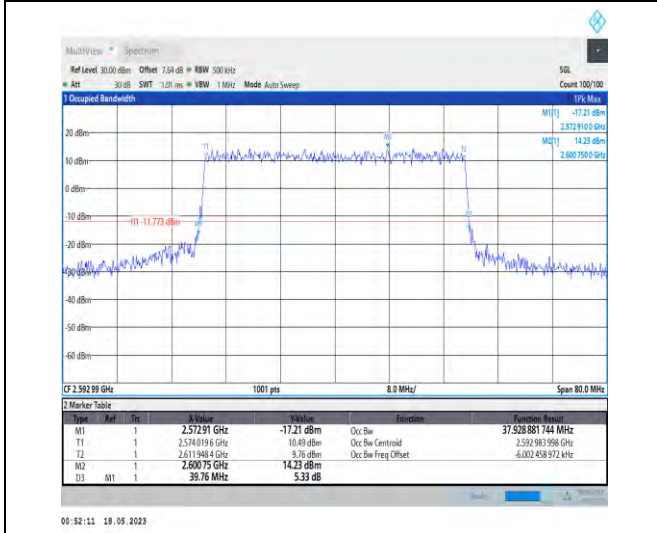 MultiView Spectrum
Ref Level 30.00 dBm Offset 7.54 dB RBW 500 kHz SGL
Att 30 dB SWT 1.01 ms VBW 1 MHz Mode Auto Sweep Count 100/100
1 Occupied Bandwidth 1Pk Max
M1[1] -17.21 dBm
2.572910 0 GHz
M2[1] 14.23 dBm
2.600 750 0 GHz
20 dBm
M2
T1
T2
10 dBm
0 dBm
-10 dBm
H1 -11.773 dBm
M1
D3
-20 dBm
-30 dBm
-40 dBm
-50 dBm
-60 dBm
CF 2.592 99 GHz 1001 pts 8.0 MHz/ Span 80.0 MHz
2 Marker Table
Type Ref Trc X-Value Y-Value Function Function Result
M1 1 2.57291 GHz -17.21 dBm Occ Bw 37.928 881 744 MHz
T1 1 2.574 019 6 GHz 10.49 dBm Occ Bw Centroid 2.592 983 998 GHz
T2 1 2.611 948 4 GHz 9.76 dBm Occ Bw Freq Offset -6.002 458 972 kHz
M2 1 2.60075 GHz 14.23 dBm
D3 M1 1 39.76 MHz 5.33 dB
00:52:11 18.05.2023